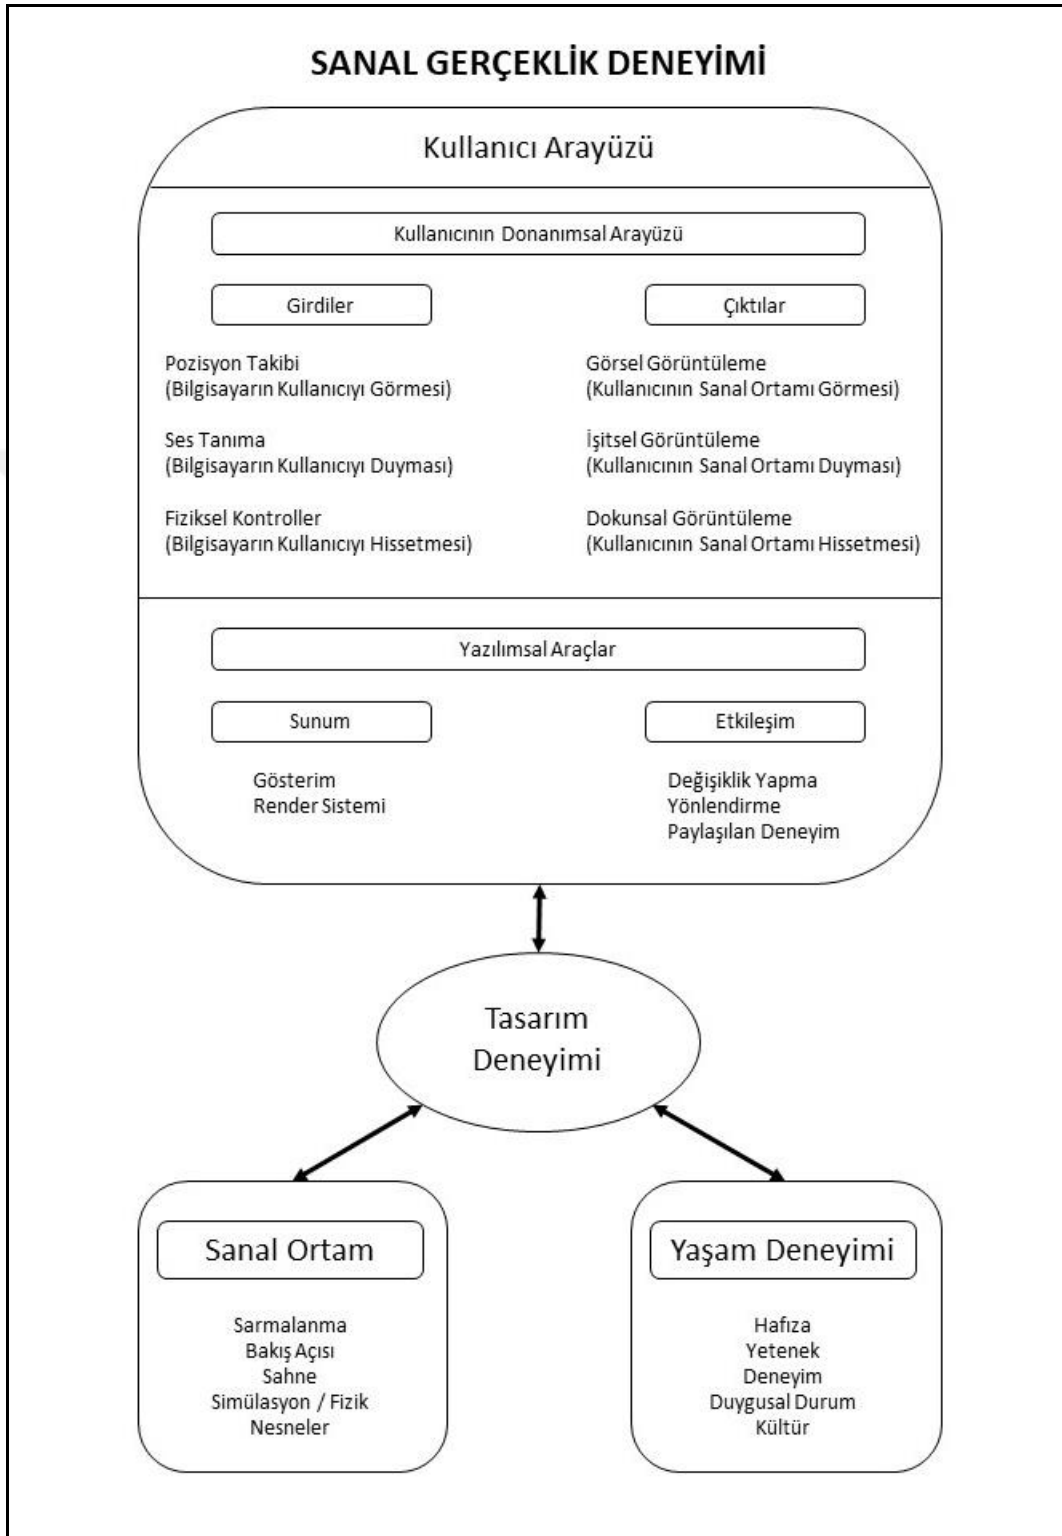 SANAL GERÇEKLİK DENEYİMİ
Kullanıcı Arayüzü
Kullanıcının Donanımsal Arayüzü
Girdiler
Pozisyon Takibi
(Bilgisayarın Kullanıcıyı Görmesi)
Ses Tanıma
(Bilgisayarın Kullanıcıyı Duyması)
Fiziksel Kontroller
(Bilgisayarın Kullanıcıyı Hissetmesi)
Çıktılar
Görsel Görüntüleme
(Kullanıcının Sanal Ortamı Görmesi)
İşitsel Görüntüleme
(Kullanıcının Sanal Ortamı Duyması)
Dokunsal Görüntüleme
(Kullanıcının Sanal Ortamı Hissetmesi)
Yazılımsal Araçlar
Sunum
Gösterim
Render Sistemi
Etkileşim
Değişiklik Yapma
Yönlendirme
Paylaşılan Deneyim
Tasarım
Deneyimi
Sanal Ortam
Sarmalanma
Bakış Açısı
Sahne
Simülasyon / Fizik
Nesneler
Yaşam Deneyimi
Hafıza
Yetenek
Deneyim
Duygusal Durum
Kültür